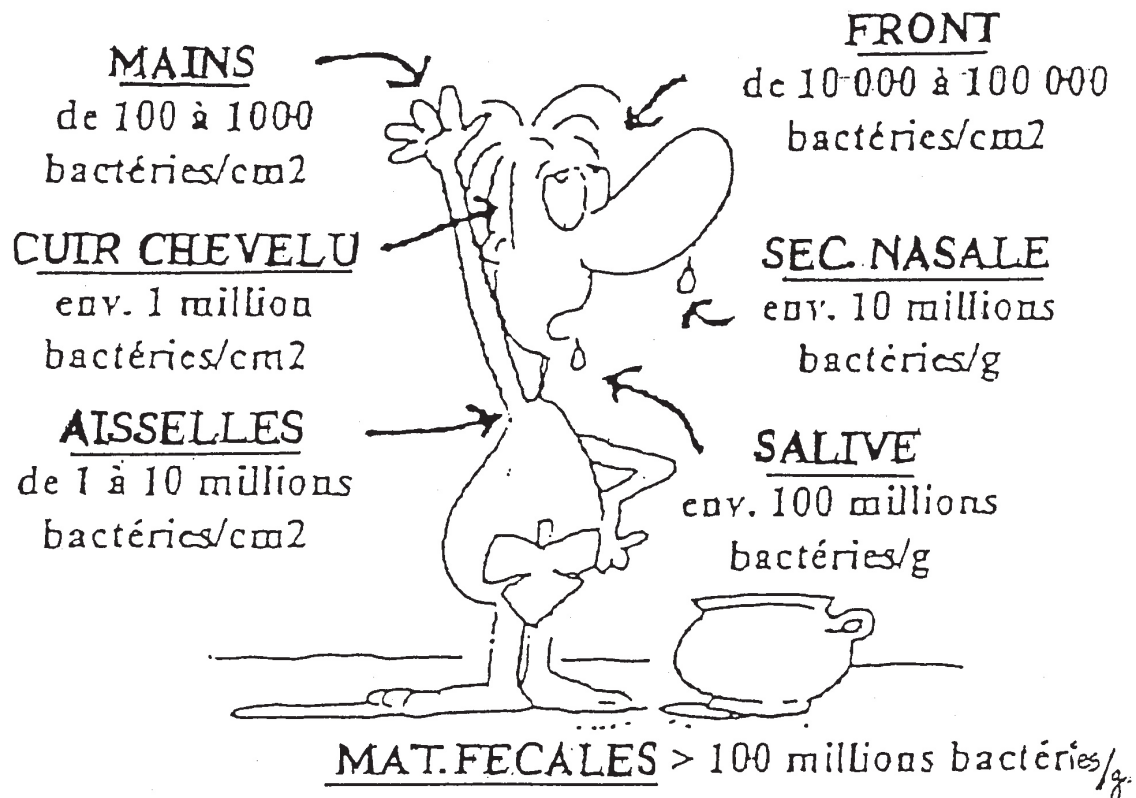 MAINS
de 100 à 1000
bactéries/cm2
CUIR CHEVELU
env. 1 million
bactéries/cm2
AISSELLES
de 1 à 10 millions
bactéries/cm2
FRONT
de 10 000 à 100 000
bactéries/cm2
SEC. NASALE
env. 10 millions
bactéries/g
SALIVE
env. 100 millions
bactéries/g
MAT. FECALES > 100 millions bactéries/g.